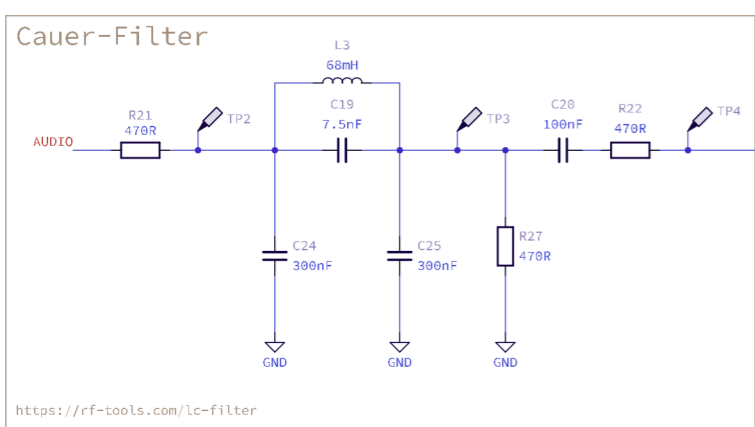 Cauer-Filter
L3
68mH
R21
470R
TP2
C19
7.5nF
TP3
C20
100nF
R22
470R
TP4
AUDIO
C24
300nF
C25
300nF
R27
470R
GND
GND
GND
https://rf-tools.com/lc-filter